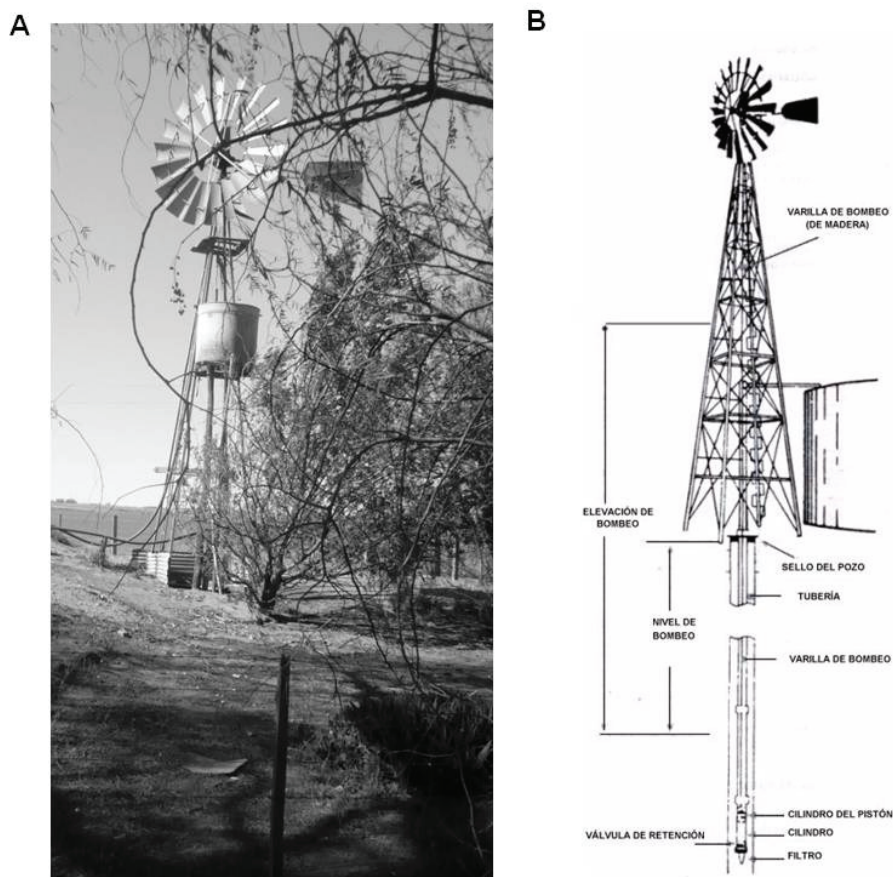 A
B
VARILLA DE BOMBEO
(DE MADERA)
ELEVACIÓN DE
BOMBEO
SELLO DEL POZO
TUBERÍA
NIVEL DE
BOMBEO
VARILLA DE BOMBEO
CILINDRO DEL PISTÓN
VÁLVULA DE RETENCIÓN
CILINDRO
FILTRO